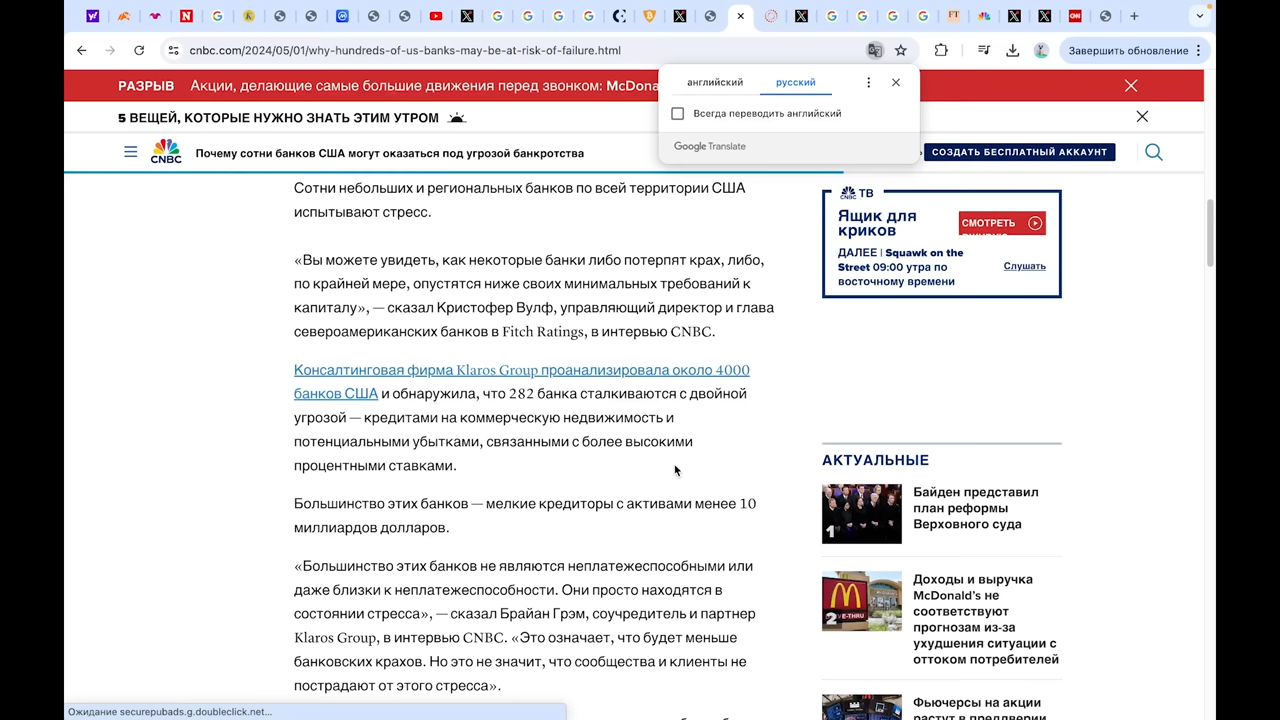 cnbc.com/2024/05/01/why-hundreds-of-us-banks-may-be-at-risk-of-failure.html
Завершить обновление
РАЗРЫВ Акции, делающие самые большие движения перед звонком: McDona
английский
русский
Всегда переводить английский
Google Translate
5 ВЕЩЕЙ, КОТОРЫЕ НУЖНО ЗНАТЬ ЭТИМ УТРОМ
CNBC
Почему сотни банков США могут оказаться под угрозой банкротства
СОЗДАТЬ БЕСПЛАТНЫЙ АККАУНТ
Сотни небольших и региональных банков по всей территории США
испытывают стресс.
«Вы можете увидеть, как некоторые банки либо потерпят крах, либо,
по крайней мере, опустятся ниже своих минимальных требований к
капиталу», — сказал Кристофер Вулф, управляющий директор и глава
североамериканских банков в Fitch Ratings, в интервью CNBC.
Консалтинговая фирма Klaros Group проанализировала около 4000
банков США и обнаружила, что 282 банка сталкиваются с двойной
угрозой — кредитами на коммерческую недвижимость и
потенциальными убытками, связанными с более высокими
процентными ставками.
Большинство этих банков — мелкие кредиторы с активами менее 10
миллиардов долларов.
«Большинство этих банков не являются неплатежеспособными или
даже близки к неплатежеспособности. Они просто находятся в
состоянии стресса», — сказал Брайан Грэм, соучредитель и партнер
Klaros Group, в интервью CNBC. «Это означает, что будет меньше
банковских крахов. Но это не значит, что сообщества и клиенты не
пострадают от этого стресса».
CNBC ТВ
Ящик для
криков
СМОТРЕТЬ
ДАЛЕЕ | Squawk on the
Street 09:00 утра по
восточному времени
Слушать
АКТУАЛЬНЫЕ
1
Байден представил
план реформы
Верховного суда
2
Доходы и выручка
McDonald's не
соответствуют
прогнозам из-за
ухудшения ситуации с
оттоком потребителей
Фьючерсы на акции
растут в преддверии
Ожидание securepubads.g.doubleclick.net...